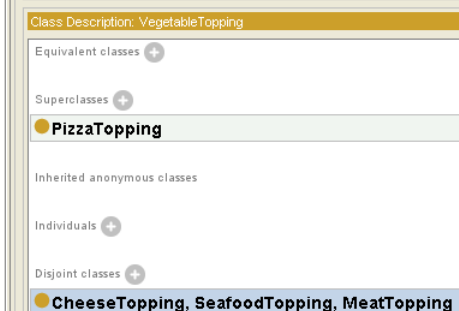 Class Description: VegetableTopping
Equivalent classes
Superclasses
PizzaTopping
Inherited anonymous classes
Individuals
Disjoint classes
CheeseTopping, SeafoodTopping, MeatTopping